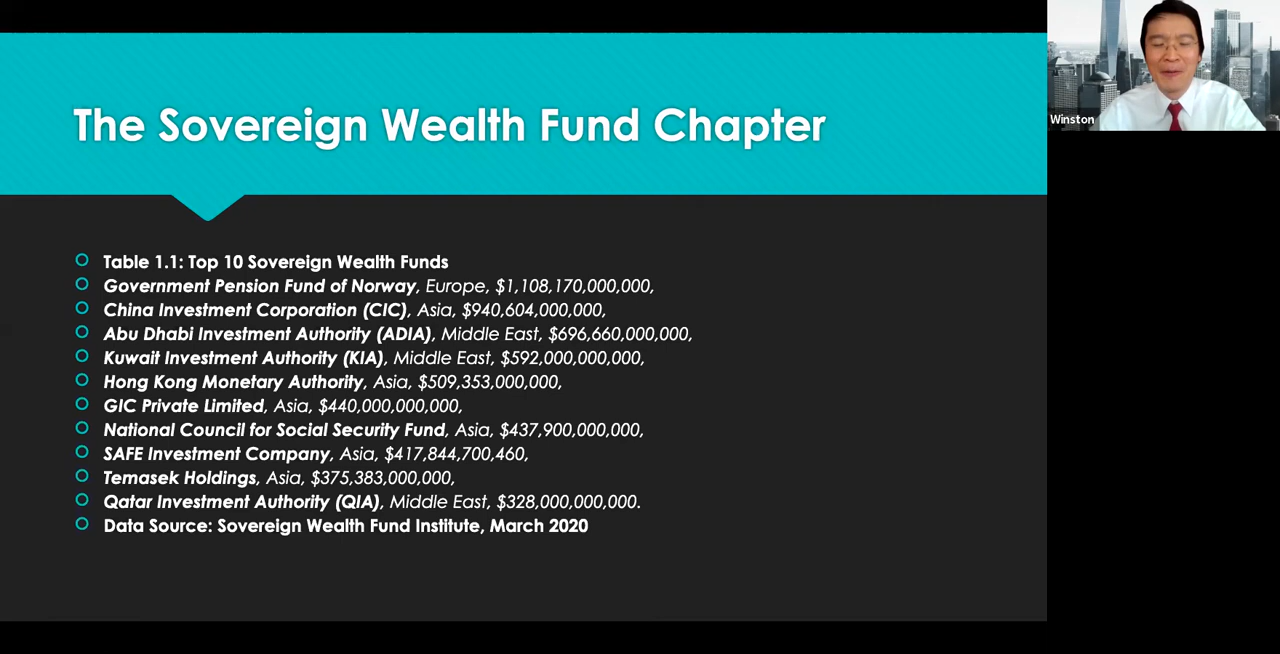 The Sovereign Wealth Fund Chapter
Winston
Table 1.1: Top 10 Sovereign Wealth Funds
Government Pension Fund of Norway, Europe, $1,108,170,000,000,
China Investment Corporation (CIC), Asia, $940,604,000,000,
Abu Dhabi Investment Authority (ADIA), Middle East, $696,660,000,000,
Kuwait Investment Authority (KIA), Middle East, $592,000,000,000,
Hong Kong Monetary Authority, Asia, $509,353,000,000,
GIC Private Limited, Asia, $440,000,000,000,
National Council for Social Security Fund, Asia, $437,900,000,000,
SAFE Investment Company, Asia, $417,844,700,460,
Temasek Holdings, Asia, $375,383,000,000,
Qatar Investment Authority (QIA), Middle East, $328,000,000,000.
Data Source: Sovereign Wealth Fund Institute, March 2020